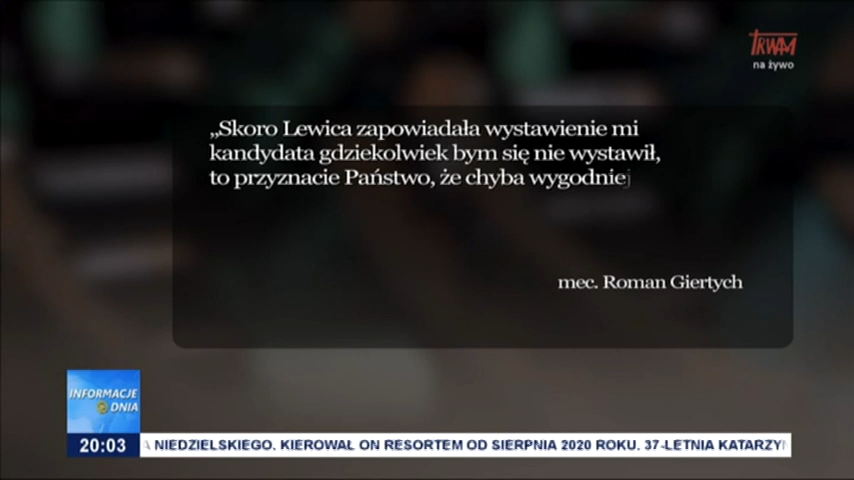 TRWAM
na żywo
„Skoro Lewica zapowiadała wystawienie mi
kandydata gdziekolwiek bym się nie wystawił,
to przyznacie Państwo, że chyba wygodniej
mec. Roman Giertych
INFORMACJE
DNIA
20:03
A NIEDZIELSKIEGO. KIEROWAŁ ON RESORTEM OD SIERPNIA 2020 ROKU. 37-LETNIA KATARZY